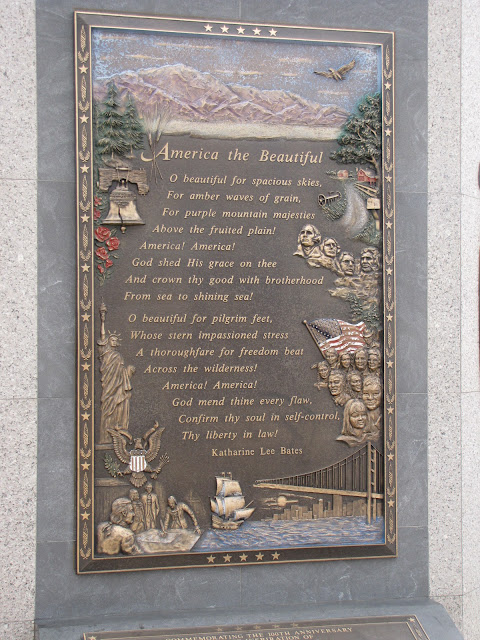 America the Beautiful
O beautiful for spacious skies,
For amber waves of grain,
For purple mountain majesties
Above the fruited plain!
America! America!
God shed His grace on thee
And crown thy good with brotherhood
From sea to shining sea!
O beautiful for pilgrim feet,
Whose stern impassioned stress
A thoroughfare for freedom beat
Across the wilderness!
America! America!
God mend thine every flaw,
Confirm thy soul in self-control,
Thy liberty in law!
Katharine Lee Bates
COMMEMORATING THE 100TH ANNIVERSARY
INSPIRATION OF